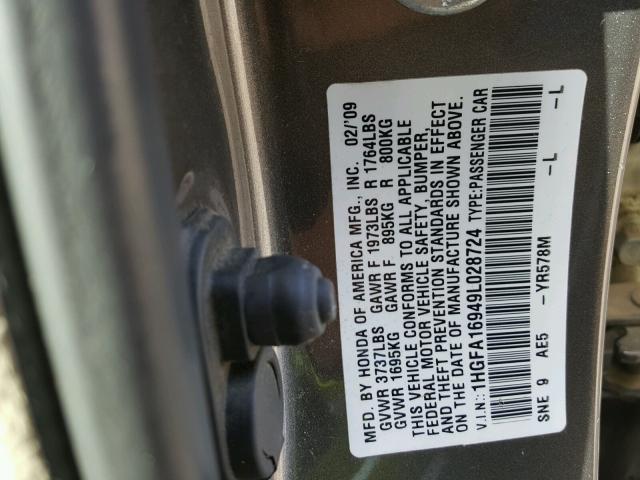 MFD. BY HONDA OF AMERICA MFG., INC. 02/'09
GVWR 3737LBS GAWR F 1973LBS R 1764LBS
GVWR 1695KG GAWR F 895KG R 800KG
THIS VEHICLE CONFORMS TO ALL APPLICABLE
FEDERAL MOTOR VEHICLE SAFETY, BUMPER,
AND THEFT PREVENTION STANDARDS IN EFFECT
ON THE DATE OF MANUFACTURE SHOWN ABOVE.
V.I.N.: 1HGFA16949L028724 TYPE:PASSENGER CAR
SNE 9 AE5 -YR578M -L -L